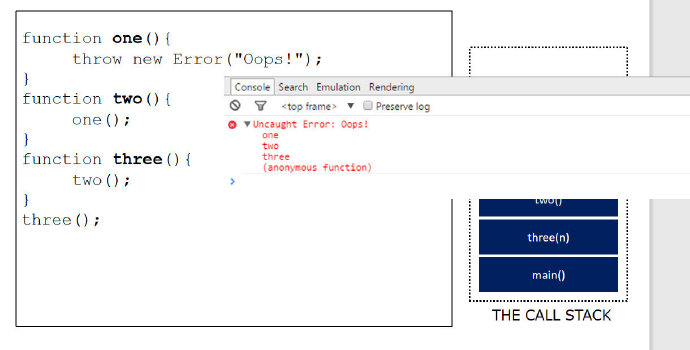 function one(){
throw new Error("Oops!");
}
function two(){
one();
}
function three(){
two();
}
three();
Console Search Emulation Rendering
<top frame> ▼ Preserve log
▼Uncaught Error: Oops!
one
two
three
(anonymous function)
>
two()
three(n)
main()
THE CALL STACK